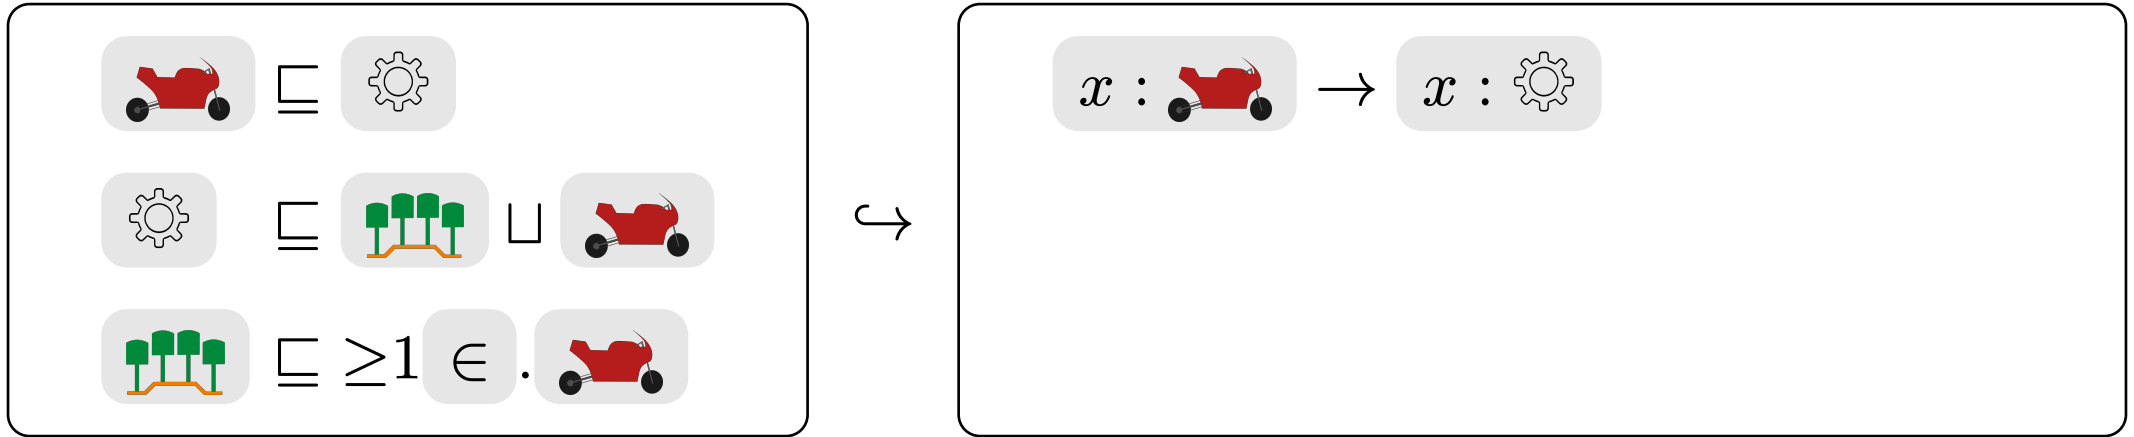 ⊑ x : → x :
⊑ ⊔ ↪
⊑ ≥1 ∈ .